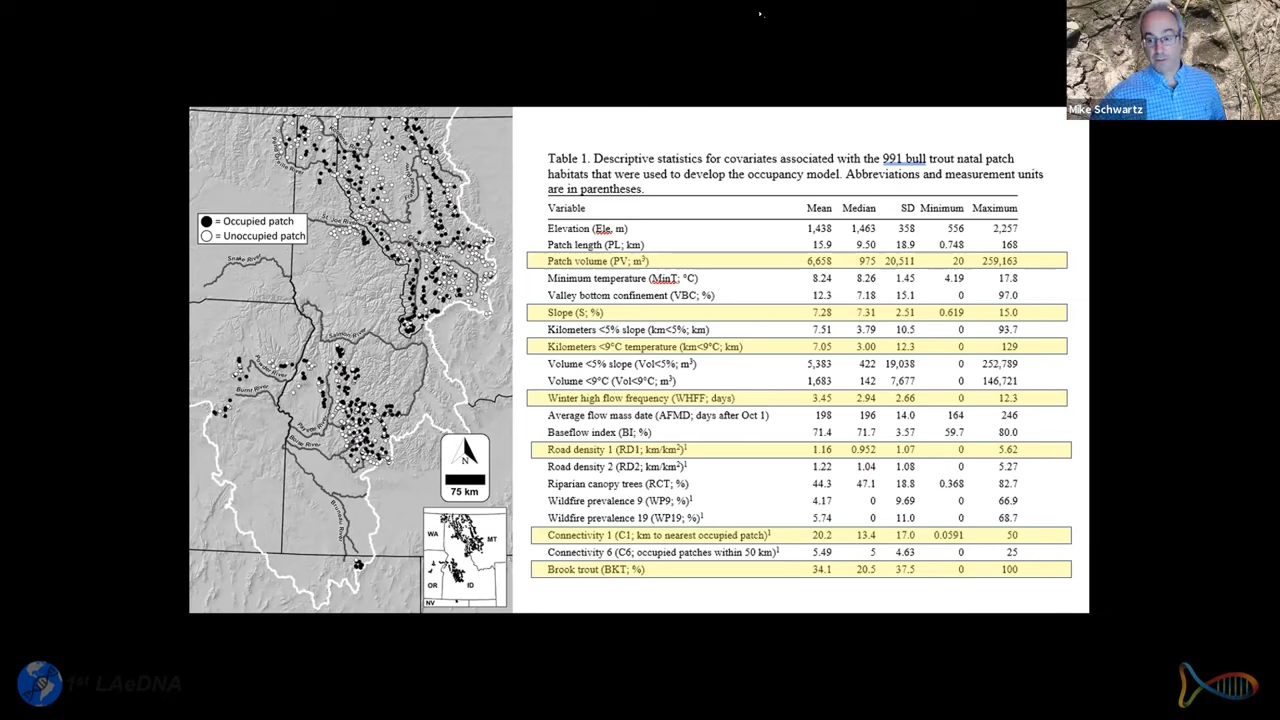 Mike Schwartz
Table 1. Descriptive statistics for covariates associated with the 991 bull trout natal patch
habitats that were used to develop the occupancy model. Abbreviations and measurement units
are in parentheses.
Variable Mean Median SD Minimum Maximum
Elevation (Ele, m) 1,438 1,463 358 556 2,257
Patch length (PL; km) 15.9 9.50 18.9 0.748 168
Patch volume (PV; m³) 6,658 975 20,511 20 259,163
Minimum temperature (MinT; °C) 8.24 8.26 1.45 4.19 17.8
Valley bottom confinement (VBC; %) 12.3 7.18 15.1 0 97.0
Slope (S; %) 7.28 7.31 2.51 0.619 15.0
Kilometers <5% slope (km<5%; km) 7.51 3.79 10.5 0 93.7
Kilometers <9°C temperature (km<9°C; km) 7.05 3.00 12.3 0 129
Volume <5% slope (Vol<5%; m³) 5,383 422 19,038 0 252,789
Volume <9°C (Vol<9°C; m³) 1,683 142 7,677 0 146,721
Winter high flow frequency (WHFF; days) 3.45 2.94 2.66 0 12.3
Average flow mass date (AFMD; days after Oct 1) 198 196 14.0 164 246
Baseflow index (BI; %) 71.4 71.7 3.57 59.7 80.0
Road density 1 (RD1; km/km²)¹ 1.16 0.952 1.07 0 5.62
Road density 2 (RD2; km/km²)¹ 1.22 1.04 1.08 0 5.27
Riparian canopy trees (RCT; %) 44.3 47.1 18.8 0.368 82.7
Wildfire prevalence 9 (WP9; %)¹ 4.17 0 9.69 0 66.9
Wildfire prevalence 19 (WP19; %)¹ 5.74 0 11.0 0 68.7
Connectivity 1 (C1; km to nearest occupied patch)¹ 20.2 13.4 17.0 0.0591 50
Connectivity 6 (C6; occupied patches within 50 km)¹ 5.49 5 4.63 0 25
Brook trout (BKT; %) 34.1 20.5 37.5 0 100
= Occupied patch
= Unoccupied patch
St. Joe River
Snake River
Salmon River
Powder River
Burnt River
Payette River
Boise River
Bruneau River
N
75 km
WA
MT
OR
ID
NV
1st LAeDNA